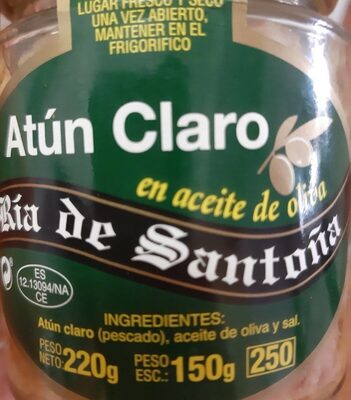 LUGAR FRESCO Y SECO
UNA VEZ ABIERTO,
MANTENER EN EL
FRIGORIFICO
Atún Claro
en aceite de oliva
Ría de Santoña
ES
12.13094/NA
CE
INGREDIENTES:
Atún claro (pescado), aceite de oliva y sal.
PESO NETO: 220g PESO ESC.: 150g 250